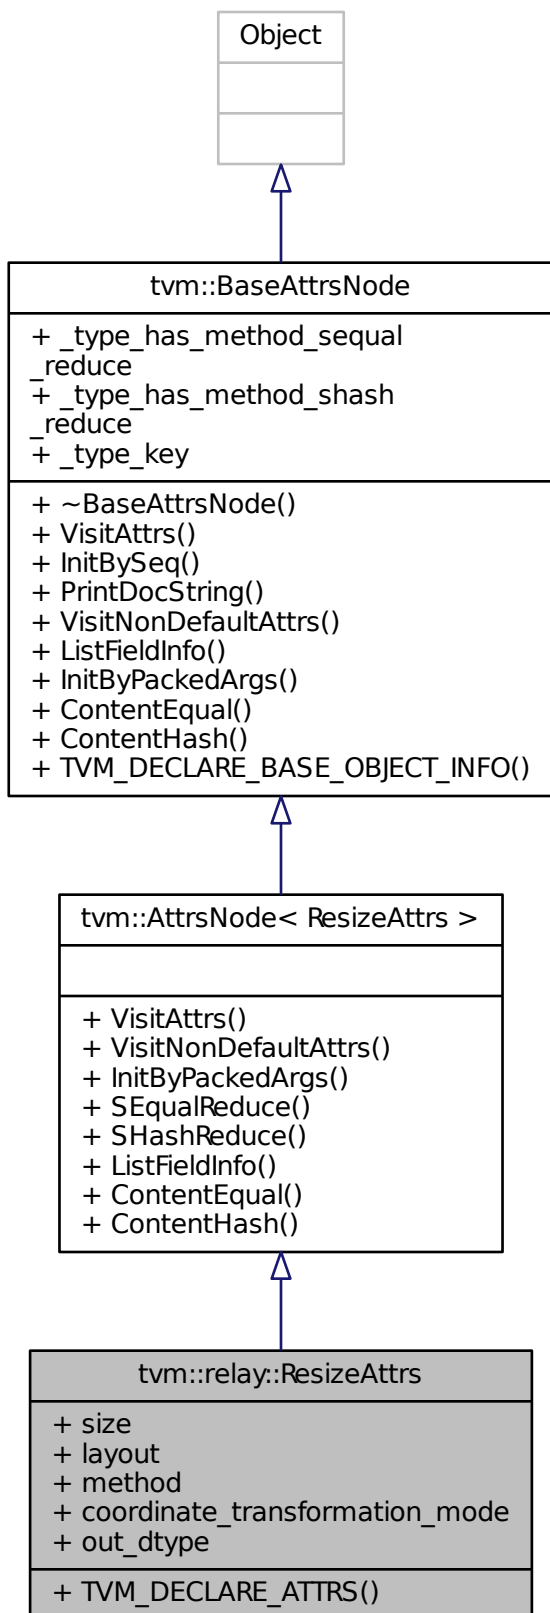 Object
tvm::BaseAttrsNode
+ _type_has_method_sequal
_reduce
+ _type_has_method_shash
_reduce
+ _type_key
+ ~BaseAttrsNode()
+ VisitAttrs()
+ InitBySeq()
+ PrintDocString()
+ VisitNonDefaultAttrs()
+ ListFieldInfo()
+ InitByPackedArgs()
+ ContentEqual()
+ ContentHash()
+ TVM_DECLARE_BASE_OBJECT_INFO()
tvm::AttrsNode< ResizeAttrs >
+ VisitAttrs()
+ VisitNonDefaultAttrs()
+ InitByPackedArgs()
+ SEqualReduce()
+ SHashReduce()
+ ListFieldInfo()
+ ContentEqual()
+ ContentHash()
tvm::relay::ResizeAttrs
+ size
+ layout
+ method
+ coordinate_transformation_mode
+ out_dtype
+ TVM_DECLARE_ATTRS()